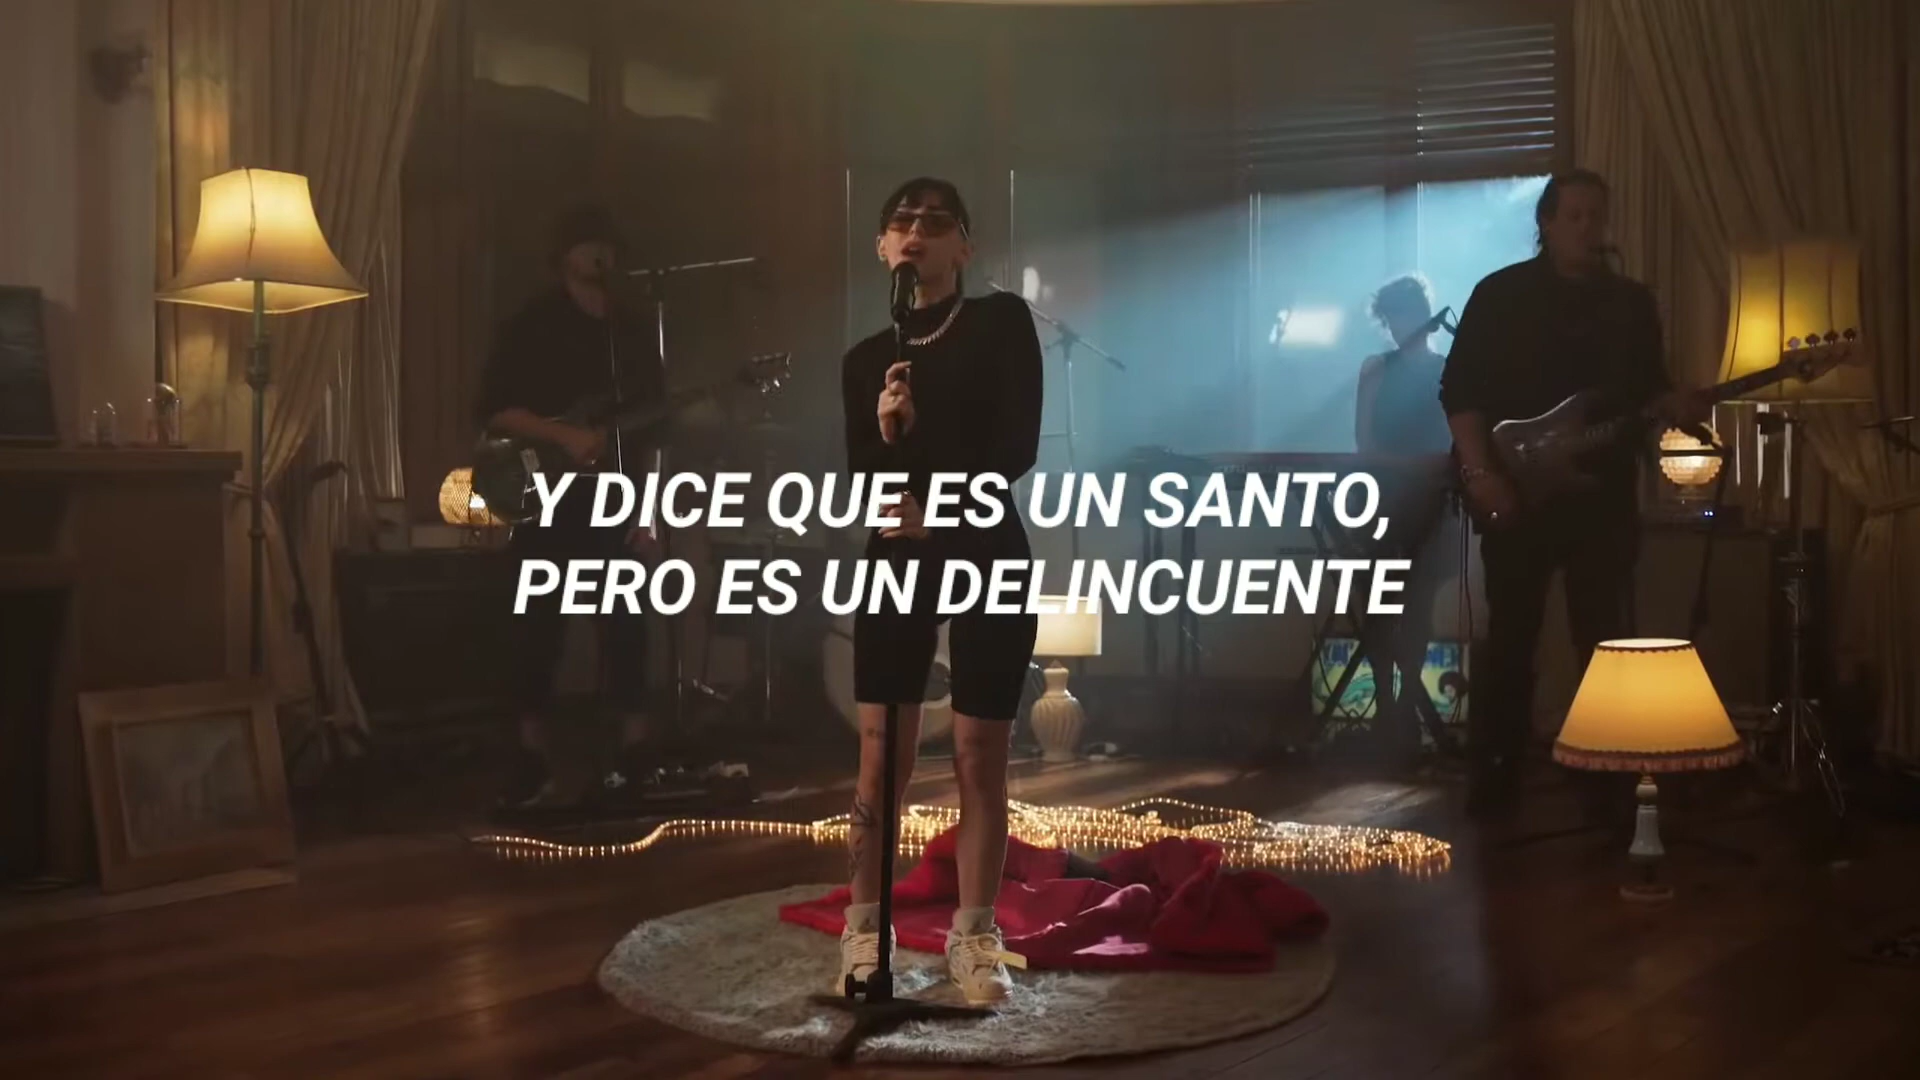 Y DICE QUE ES UN SANTO,
PERO ES UN DELINCUENTE